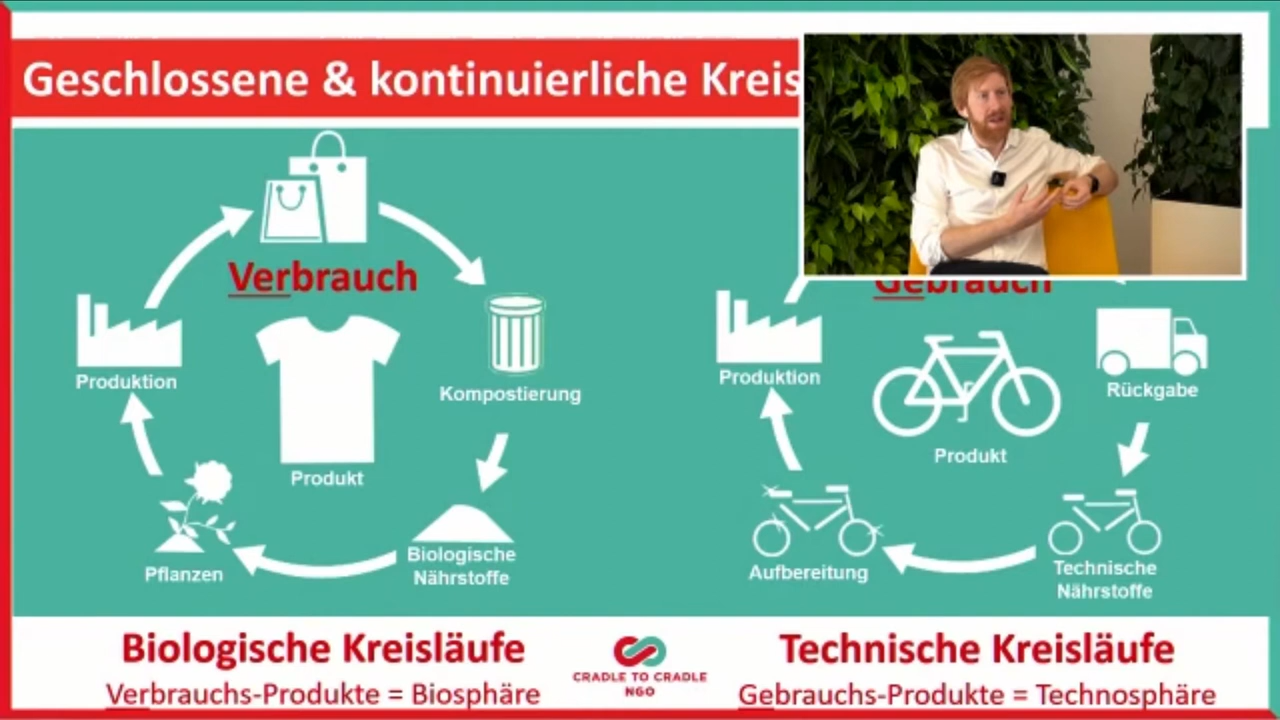 Geschlossene & kontinuierliche Kreis
Verbrauch
Produktion
Kompostierung
Produkt
Pflanzen
Biologische
Nährstoffe
Gebrauch
Produktion
Rückgabe
Produkt
Aufbereitung
Technische
Nährstoffe
Biologische Kreisläufe
Verbrauchs-Produkte = Biosphäre
CRADLE TO CRADLE
NGO
Technische Kreisläufe
Gebrauchs-Produkte = Technosphäre